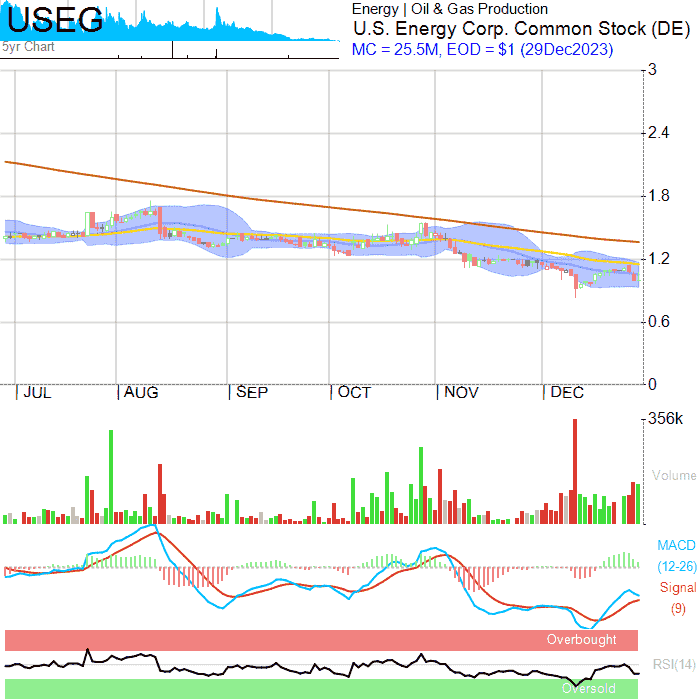 USEG
5yr Chart
Energy | Oil & Gas Production
U.S. Energy Corp. Common Stock (DE)
MC = 25.5M, EOD = $1 (29Dec2023)
3
2.4
1.8
1.2
0.6
0
JUL AUG SEP OCT NOV DEC
356k
Volume
MACD
(12-26)
Signal
(9)
Overbought
RSI(14)
Oversold